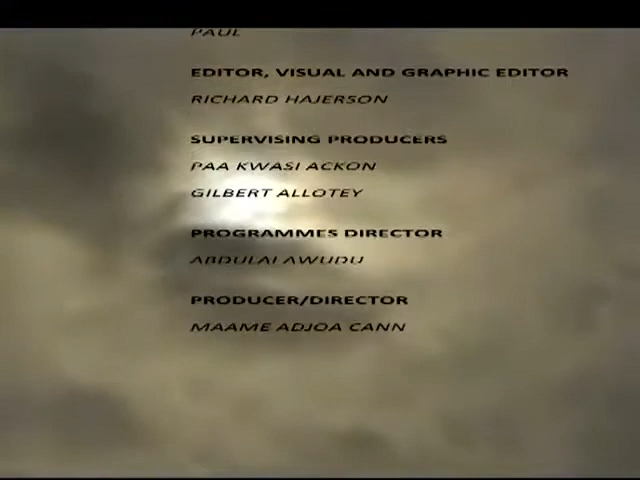 PAUL
EDITOR, VISUAL AND GRAPHIC EDITOR
RICHARD HAJERSON
SUPERVISING PRODUCERS
PAA KWASI ACKON
GILBERT ALLOTEY
PROGRAMMES DIRECTOR
ABDULAI AWUDU
PRODUCER/DIRECTOR
MAAME ADJOA CANN